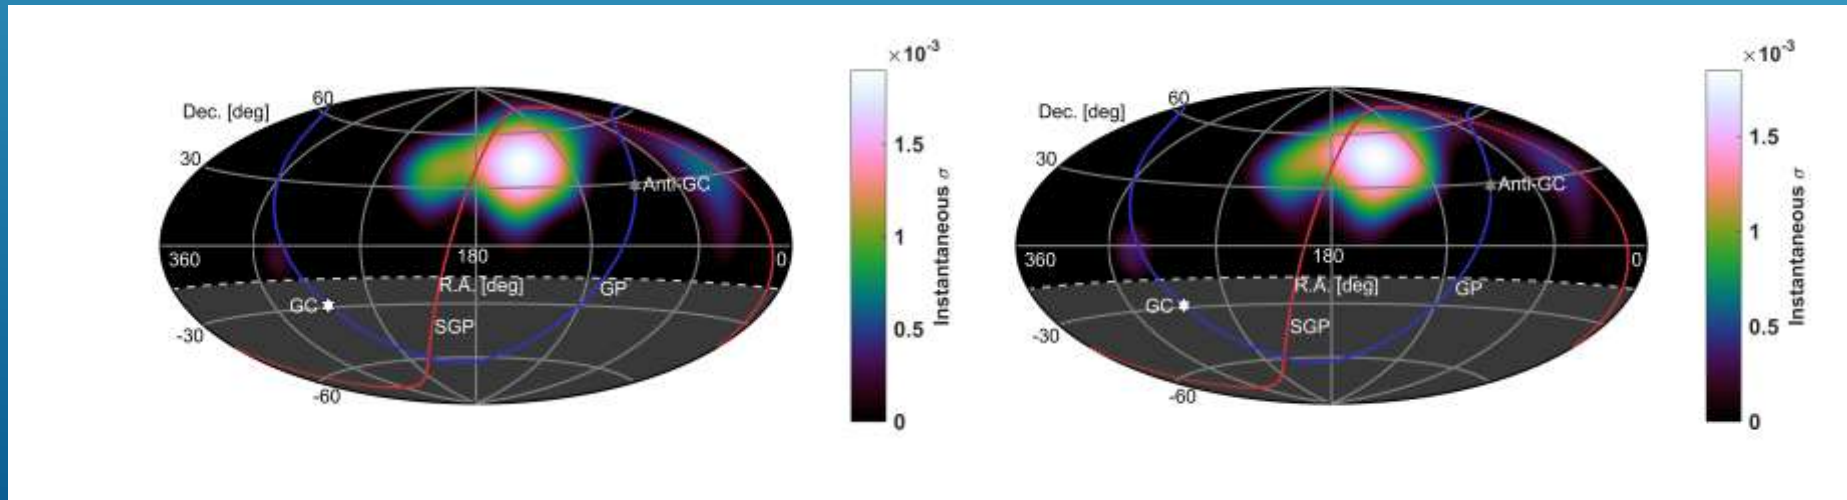 ×10⁻³
Dec. [deg]
60
30
1.5
Anti-GC
1
Instantaneous σ
360
180
0
R.A. [deg]
GP
GC
SGP
0.5
-30
-60
0
×10⁻³
Dec. [deg]
60
30
1.5
Anti-GC
1
Instantaneous σ
360
180
0
R.A. [deg]
GP
GC
SGP
0.5
-30
-60
0